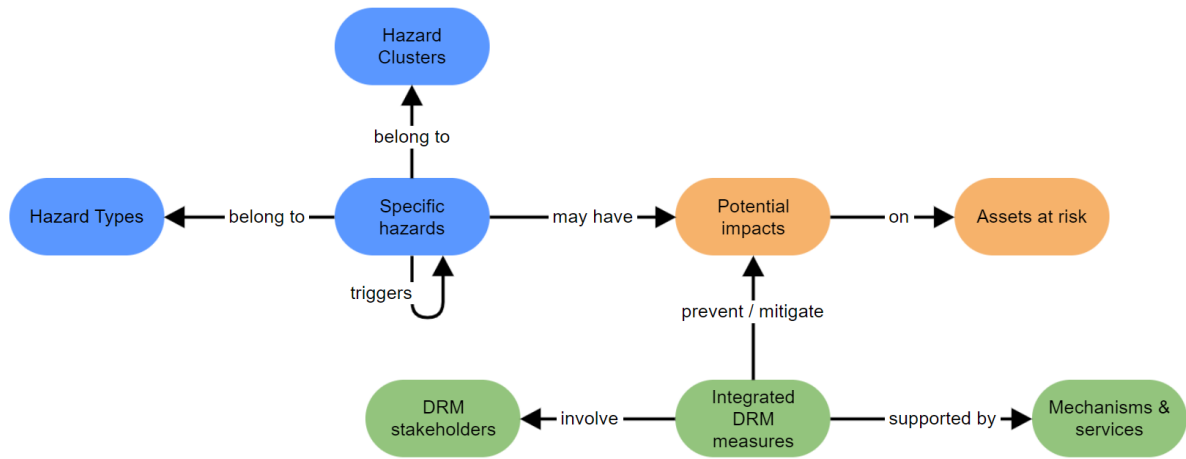 Hazard
Clusters
belong to
Hazard Types
belong to
Specific
hazards
may have
Potential
impacts
on
Assets at risk
triggers
prevent / mitigate
DRM
stakeholders
involve
Integrated
DRM
measures
supported by
Mechanisms &
services